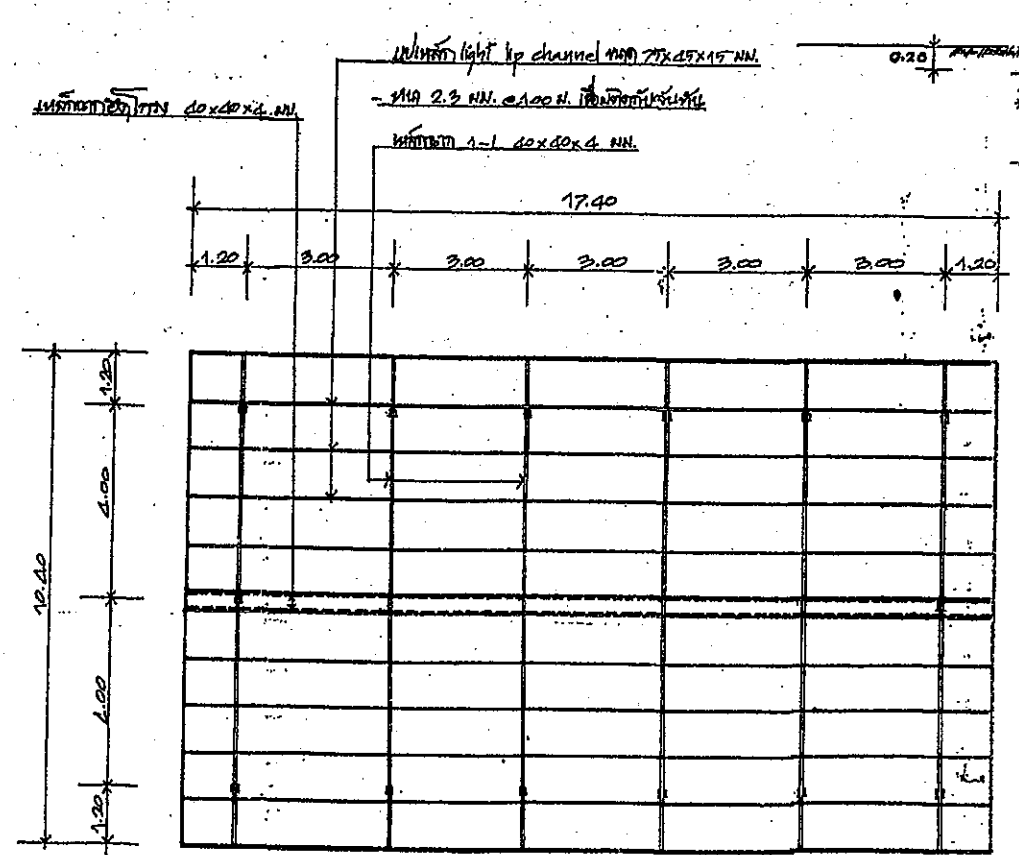 แปเหล็ก light lip channel ขนาด 75x45x15 มม.
0.20
เหล็กฉาก 40x40x4 มม.
- หนา 2.3 มม. @ 1.00 ม. เชื่อมติดกับจันทัน
เหล็กฉาก 1-L 40x40x4 มม.
17.40
1.20 3.00 3.00 3.00 3.00 3.00 1.20
1.20
4.00
10.40
4.00
1.20